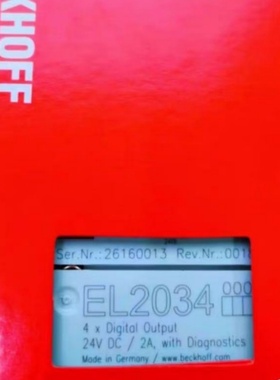 KHOFF
Ser.Nr.:26160013 Rev.Nr.:001
EL2034
4 x Digital Output
24V DC / 2A, with Diagnostics
Made in Germany / www.beckhoff.com